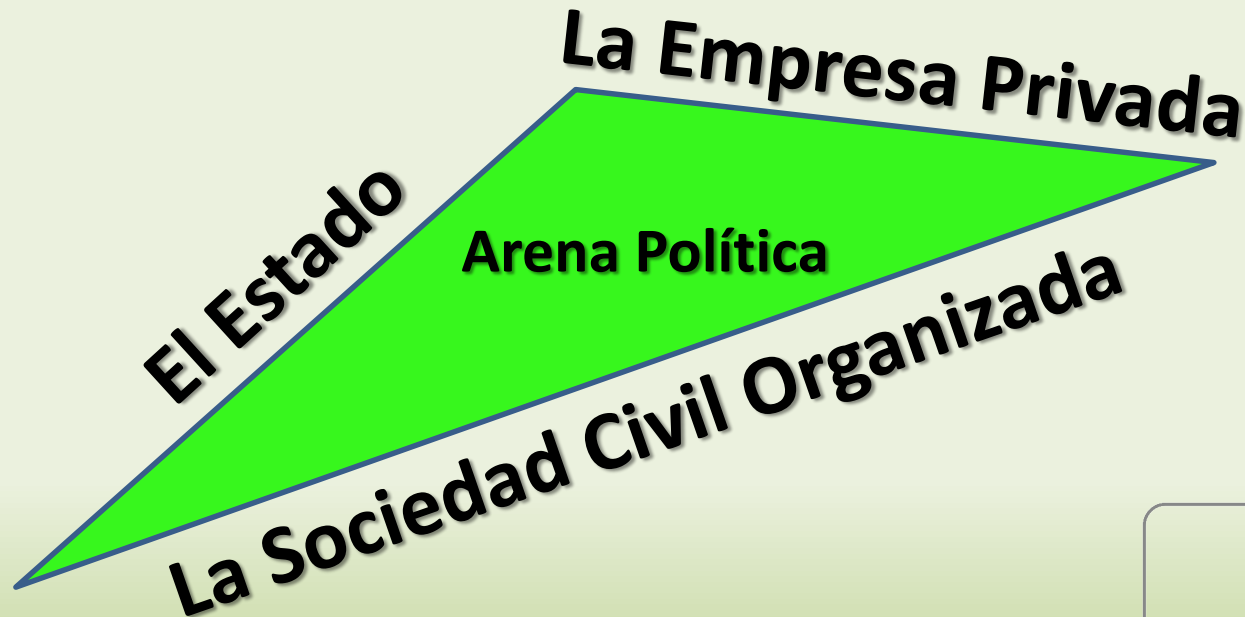 La Empresa Privada
El Estado
Arena Política
La Sociedad Civil Organizada